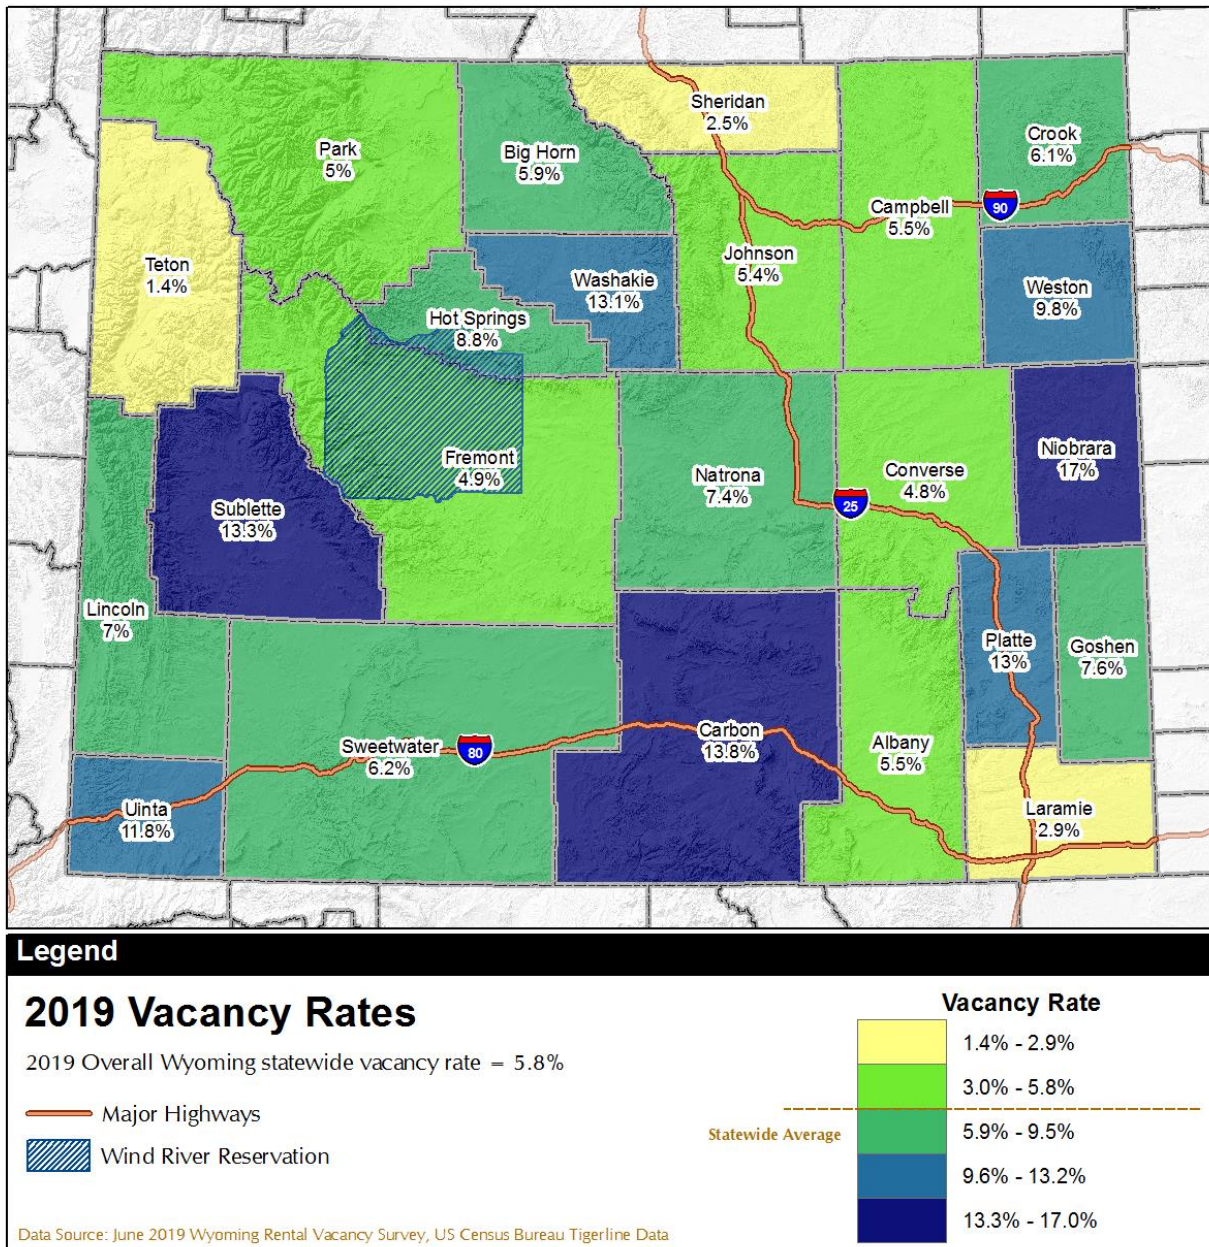 Sheridan
2.5%
Park
5%
Big Horn
5.9%
Crook
6.1%
Campbell
5.5%
90
Teton
1.4%
Washakie
13.1%
Johnson
5.4%
Weston
9.8%
Hot Springs
8.8%
Fremont
4.9%
Natrona
7.4%
Converse
4.8%
Niobrara
17%
25
Sublette
13.3%
Lincoln
7%
Platte
13%
Goshen
7.6%
Sweetwater
6.2%
80
Carbon
13.8%
Albany
5.5%
Uinta
11.8%
Laramie
2.9%
Legend
2019 Vacancy Rates
2019 Overall Wyoming statewide vacancy rate = 5.8%
Major Highways
Wind River Reservation
Data Source: June 2019 Wyoming Rental Vacancy Survey, US Census Bureau Tigerline Data
Vacancy Rate
1.4% - 2.9%
3.0% - 5.8%
Statewide Average
5.9% - 9.5%
9.6% - 13.2%
13.3% - 17.0%